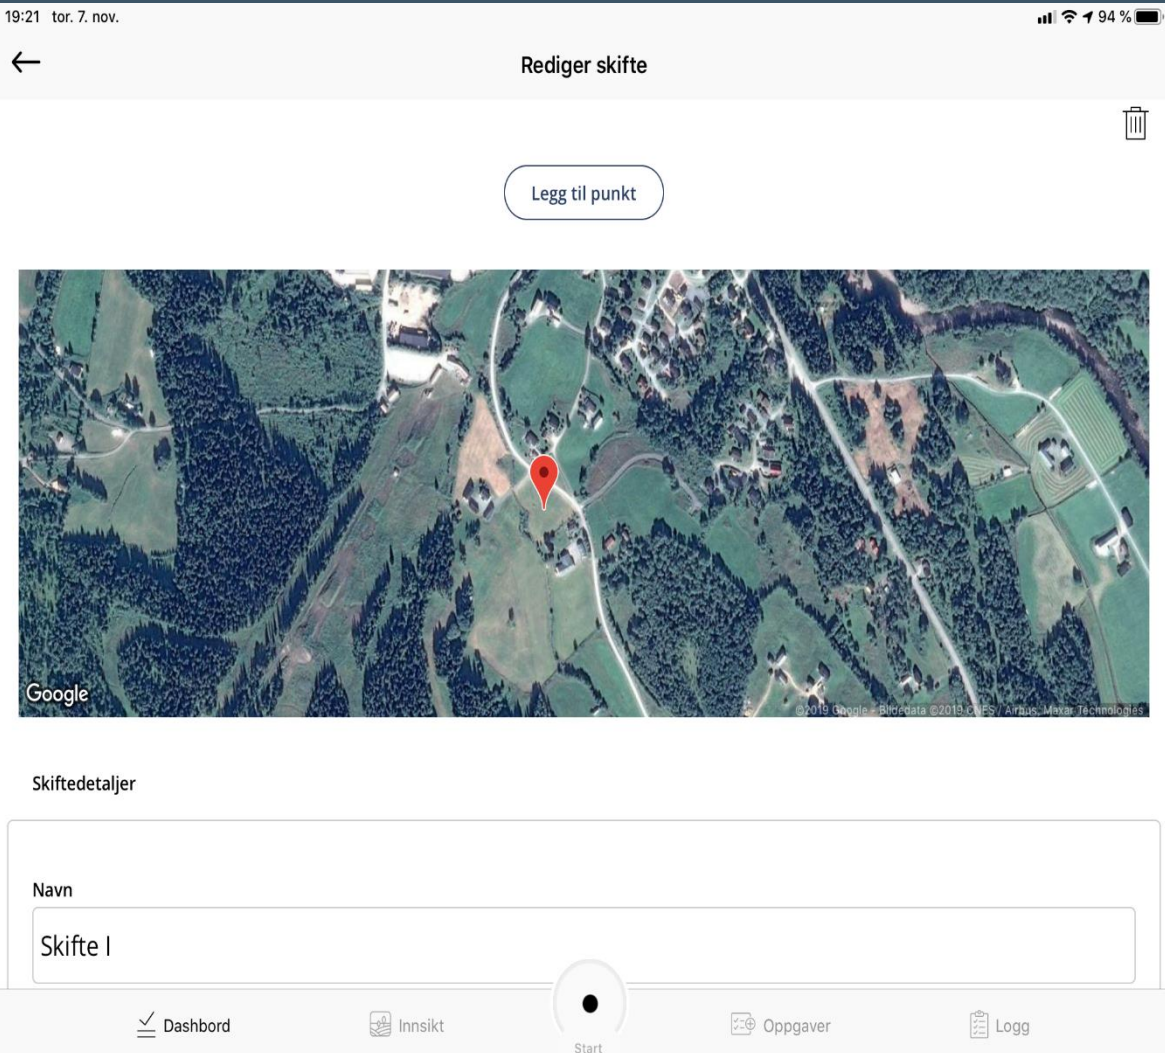 19:21 tor. 7. nov.
94 %
Rediger skifte
Legg til punkt
Google
©2019 Google - Bildedata ©2019 CNES / Airbus, Maxar Technologies
Skiftedetaljer
Navn
Skifte I
Dashbord
Innsikt
Start
Oppgaver
Logg